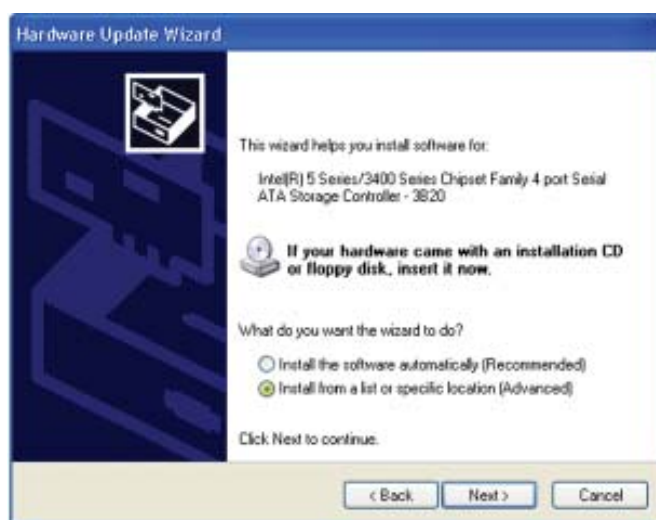 Hardware Update Wizard
This wizard helps you install software for:
Intel(R) 5 Series/3400 Series Chipset Family 4 port Serial
ATA Storage Controller - 3B20
If your hardware came with an installation CD
or floppy disk, insert it now.
What do you want the wizard to do?
Install the software automatically (Recommended)
Install from a list or specific location (Advanced)
Click Next to continue.
< Back Next > Cancel